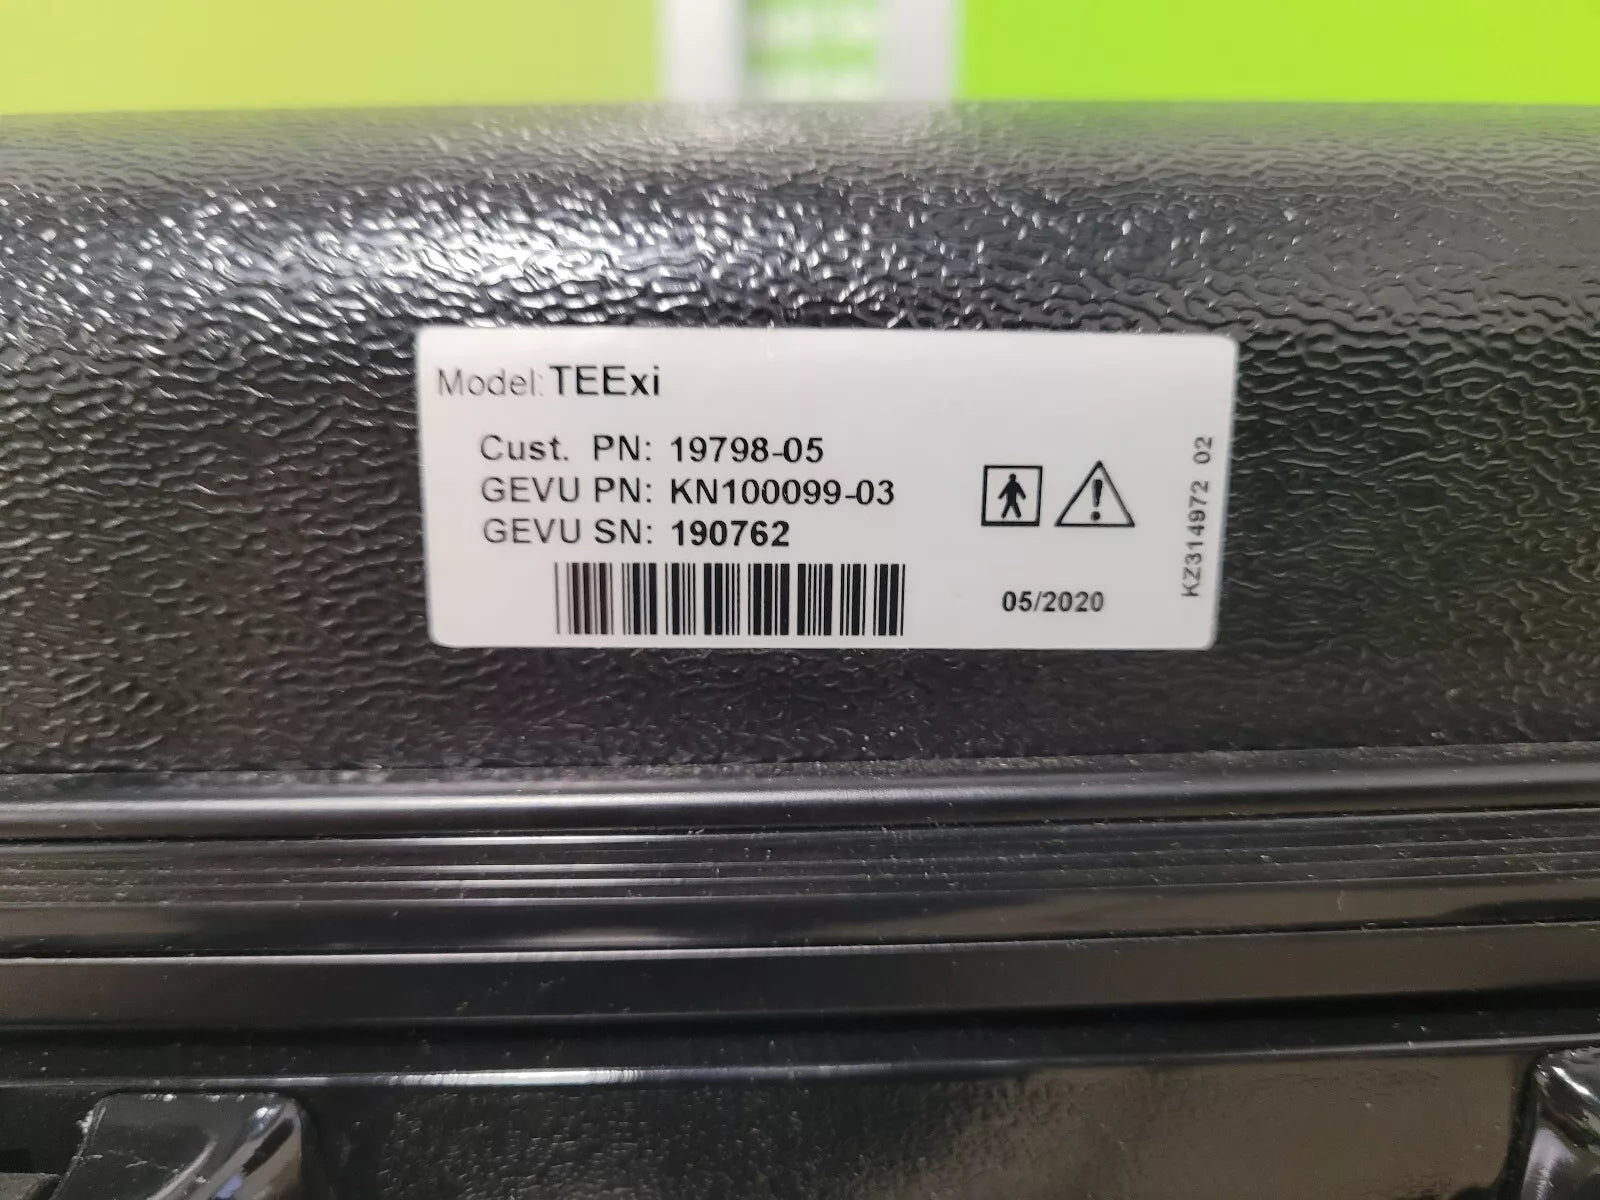 Model: TEExi
Cust. PN: 19798-05
GEVU PN: KN100099-03
GEVU SN: 190762
05/2020
KZ314972 02